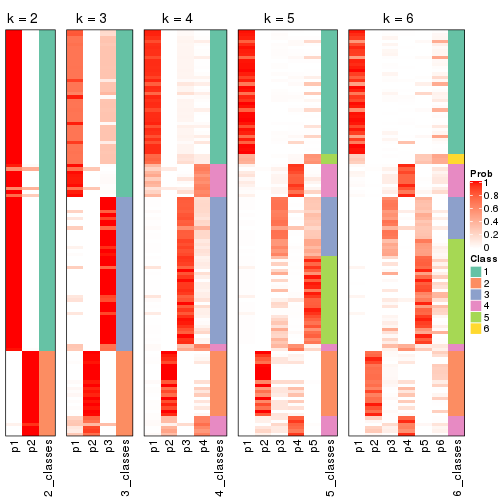 k = 2
k = 3
k = 4
k = 5
k = 6
p1
p2
2_classes
p1
p2
p3
3_classes
p1
p2
p3
p4
4_classes
p1
p2
p3
p4
p5
5_classes
p1
p2
p3
p4
p5
p6
6_classes
Prob
1
0.8
0.6
0.4
0.2
0
Class
1
2
3
4
5
6